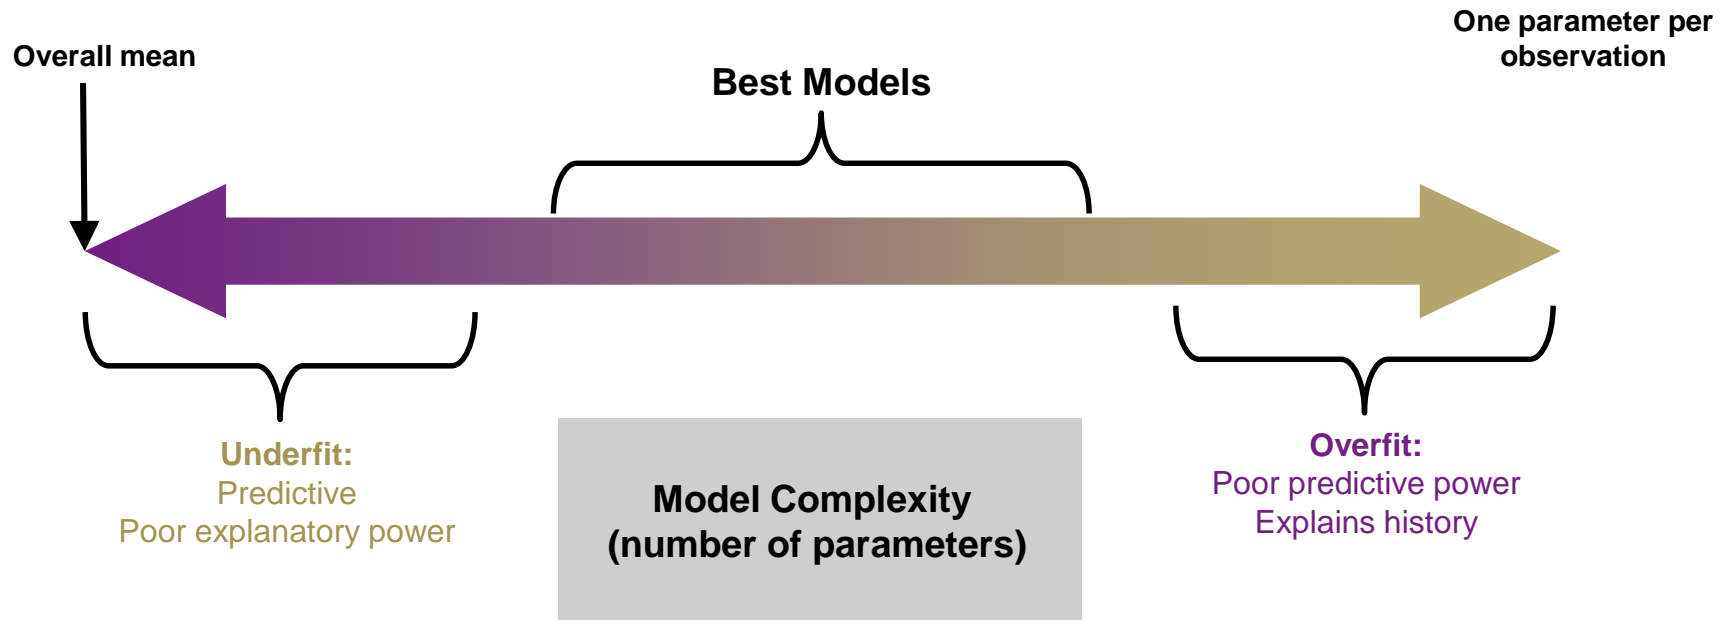 Overall mean
Best Models
One parameter per
observation
Underfit:
Predictive
Poor explanatory power
Model Complexity
(number of parameters)
Overfit:
Poor predictive power
Explains history